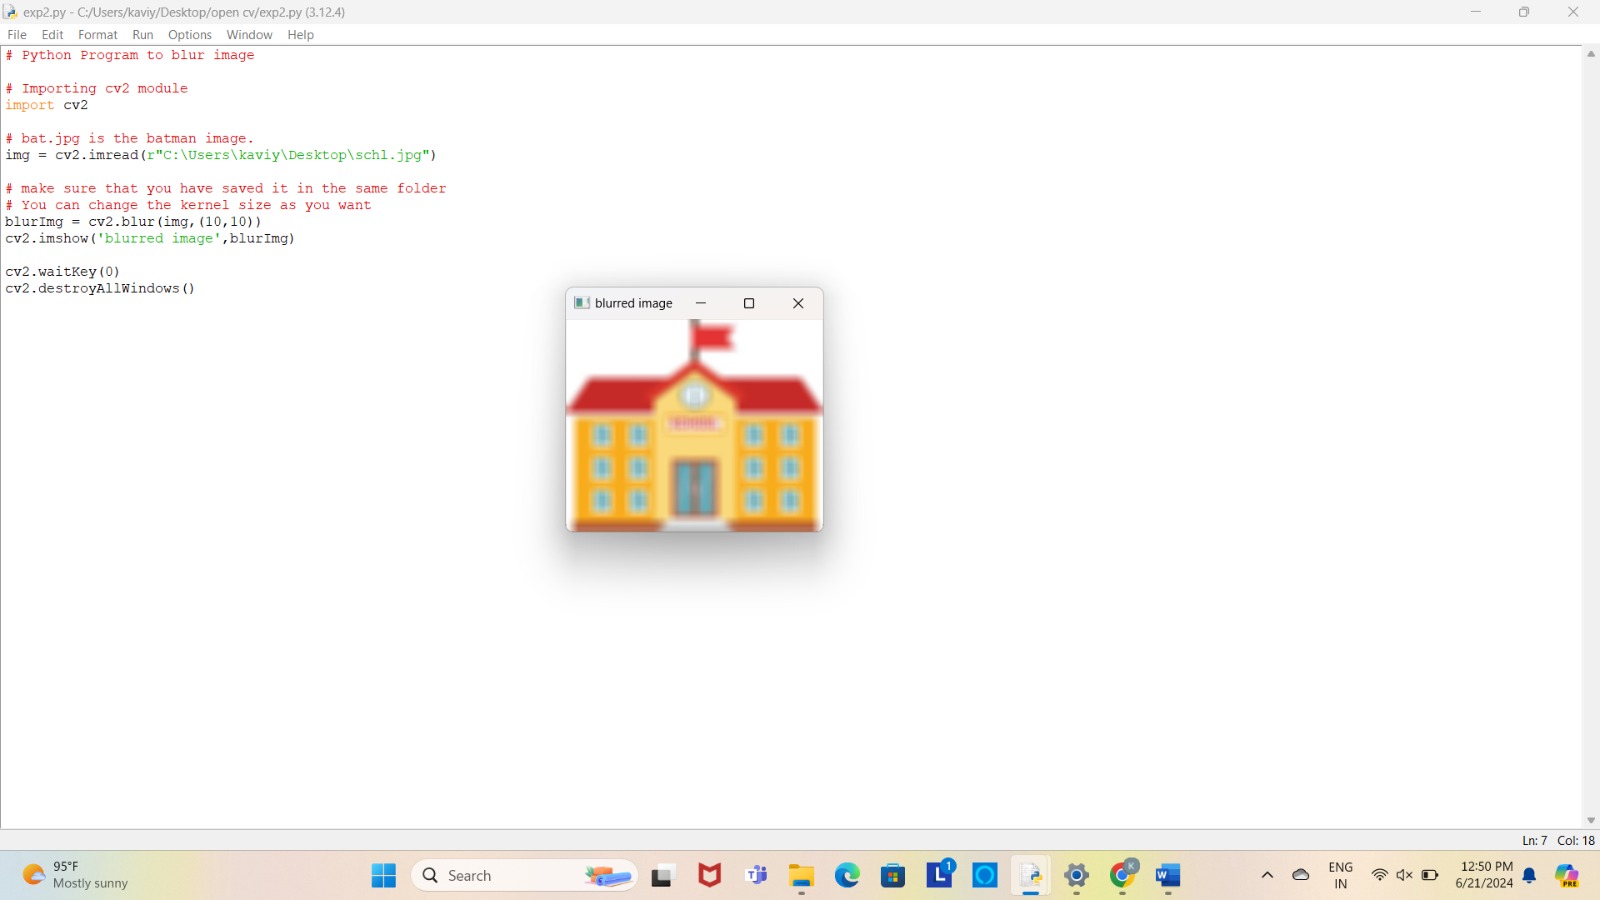 exp2.py - C:/Users/kaviy/Desktop/open cv/exp2.py (3.12.4)
File Edit Format Run Options Window Help
# Python Program to blur image
# Importing cv2 module
import cv2
# bat.jpg is the batman image.
img = cv2.imread(r"C:\Users\kaviy\Desktop\schl.jpg")
# make sure that you have saved it in the same folder
# You can change the kernel size as you want
blurImg = cv2.blur(img,(10,10))
cv2.imshow('blurred image',blurImg)
cv2.waitKey(0)
cv2.destroyAllWindows()
blurred image
Ln: 7 Col: 18
95°F
Mostly sunny
Search
T
L
1
K
W
ENG
IN
12:50 PM
6/21/2024
PRE